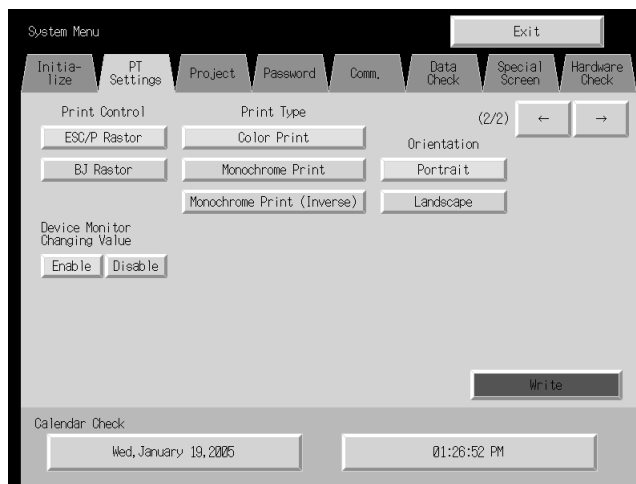 System Menu
Exit
Initia-
lize
PT
Settings
Project
Password
Comm.
Data
Check
Special
Screen
Hardware
Check
Print Control
Print Type
(2/2)
←
→
ESC/P Rastor
Color Print
Orientation
BJ Rastor
Monochrome Print
Portrait
Monochrome Print (Inverse)
Landscape
Device Monitor
Changing Value
Enable
Disable
Write
Calendar Check
Wed,January 19,2005
01:26:52 PM